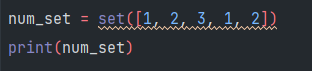 num_set = set([1, 2, 3, 1, 2])
print(num_set)